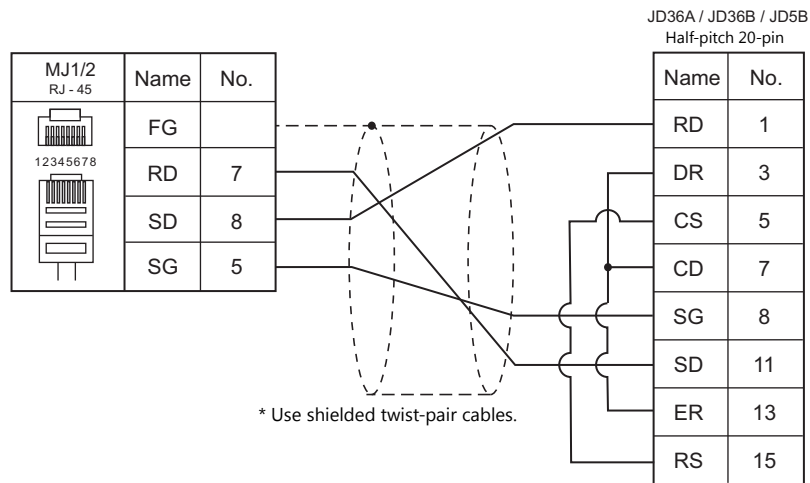 JD36A / JD36B / JD5B
Half-pitch 20-pin
MJ1/2
RJ - 45
Name No.
12345678
FG
RD 7
SD 8
SG 5
Name No.
RD 1
DR 3
CS 5
CD 7
SG 8
SD 11
ER 13
RS 15
* Use shielded twist-pair cables.